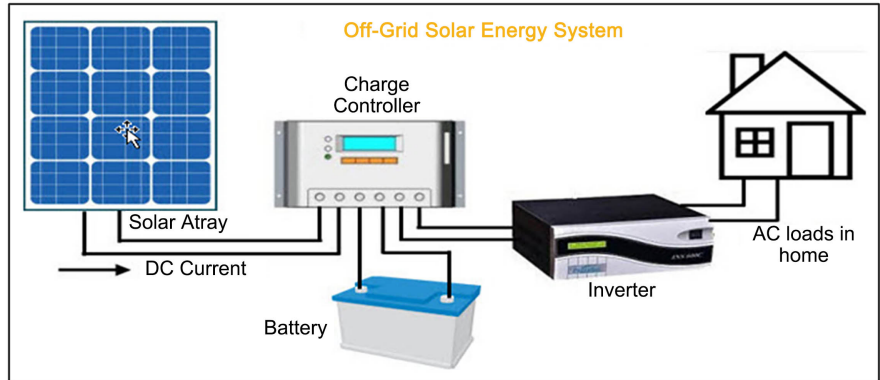 Off-Grid Solar Energy System
Charge
Controller
Solar Atray
DC Current
Battery
Inverter
AC loads in
home